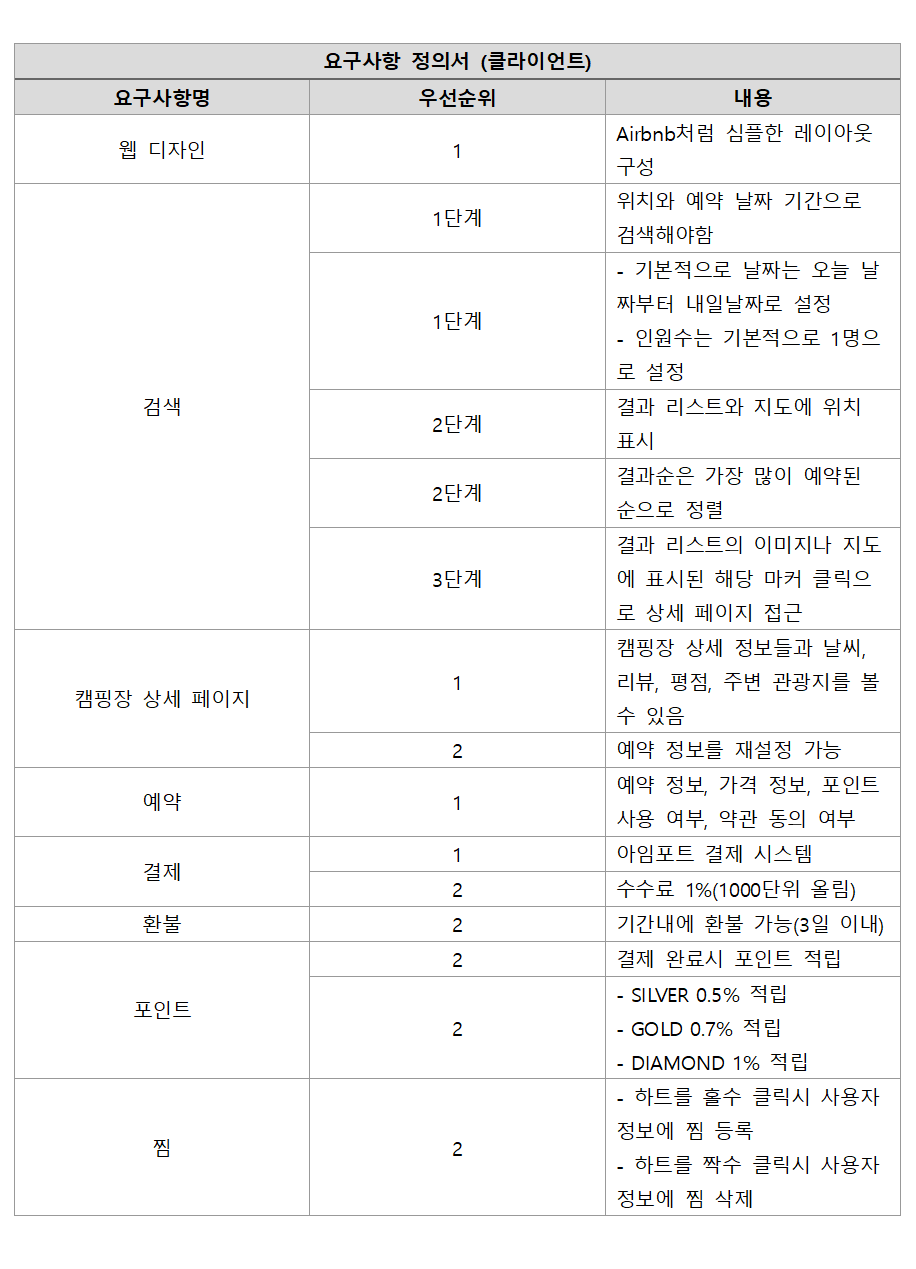 요구사항 정의서 (클라이언트)
요구사항명 우선순위 내용
웹 디자인 1 Airbnb처럼 심플한 레이아웃
구성
검색
1단계 위치와 예약 날짜 기간으로
검색해야함
1단계 - 기본적으로 날짜는 오늘 날
짜부터 내일날짜로 설정
- 인원수는 기본적으로 1명으
로 설정
2단계 결과 리스트와 지도에 위치
표시
2단계 결과순은 가장 많이 예약된
순으로 정렬
3단계 결과 리스트의 이미지나 지도
에 표시된 해당 마커 클릭으
로 상세 페이지 접근
캠핑장 상세 페이지
1 캠핑장 상세 정보들과 날씨,
리뷰, 평점, 주변 관광지를 볼
수 있음
2 예약 정보를 재설정 가능
예약 1 예약 정보, 가격 정보, 포인트
사용 여부, 약관 동의 여부
결제
1 아임포트 결제 시스템
2 수수료 1%(1000단위 올림)
환불 2 기간내에 환불 가능(3일 이내)
포인트
2 결제 완료시 포인트 적립
2 - SILVER 0.5% 적립
- GOLD 0.7% 적립
- DIAMOND 1% 적립
찜 2 - 하트를 홀수 클릭시 사용자
정보에 찜 등록
- 하트를 짝수 클릭시 사용자
정보에 찜 삭제